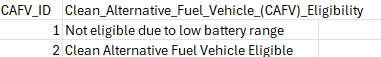 CAFV_ID Clean_Alternative_Fuel_Vehicle_(CAFV)_Eligibility
1 Not eligible due to low battery range
2 Clean Alternative Fuel Vehicle Eligible